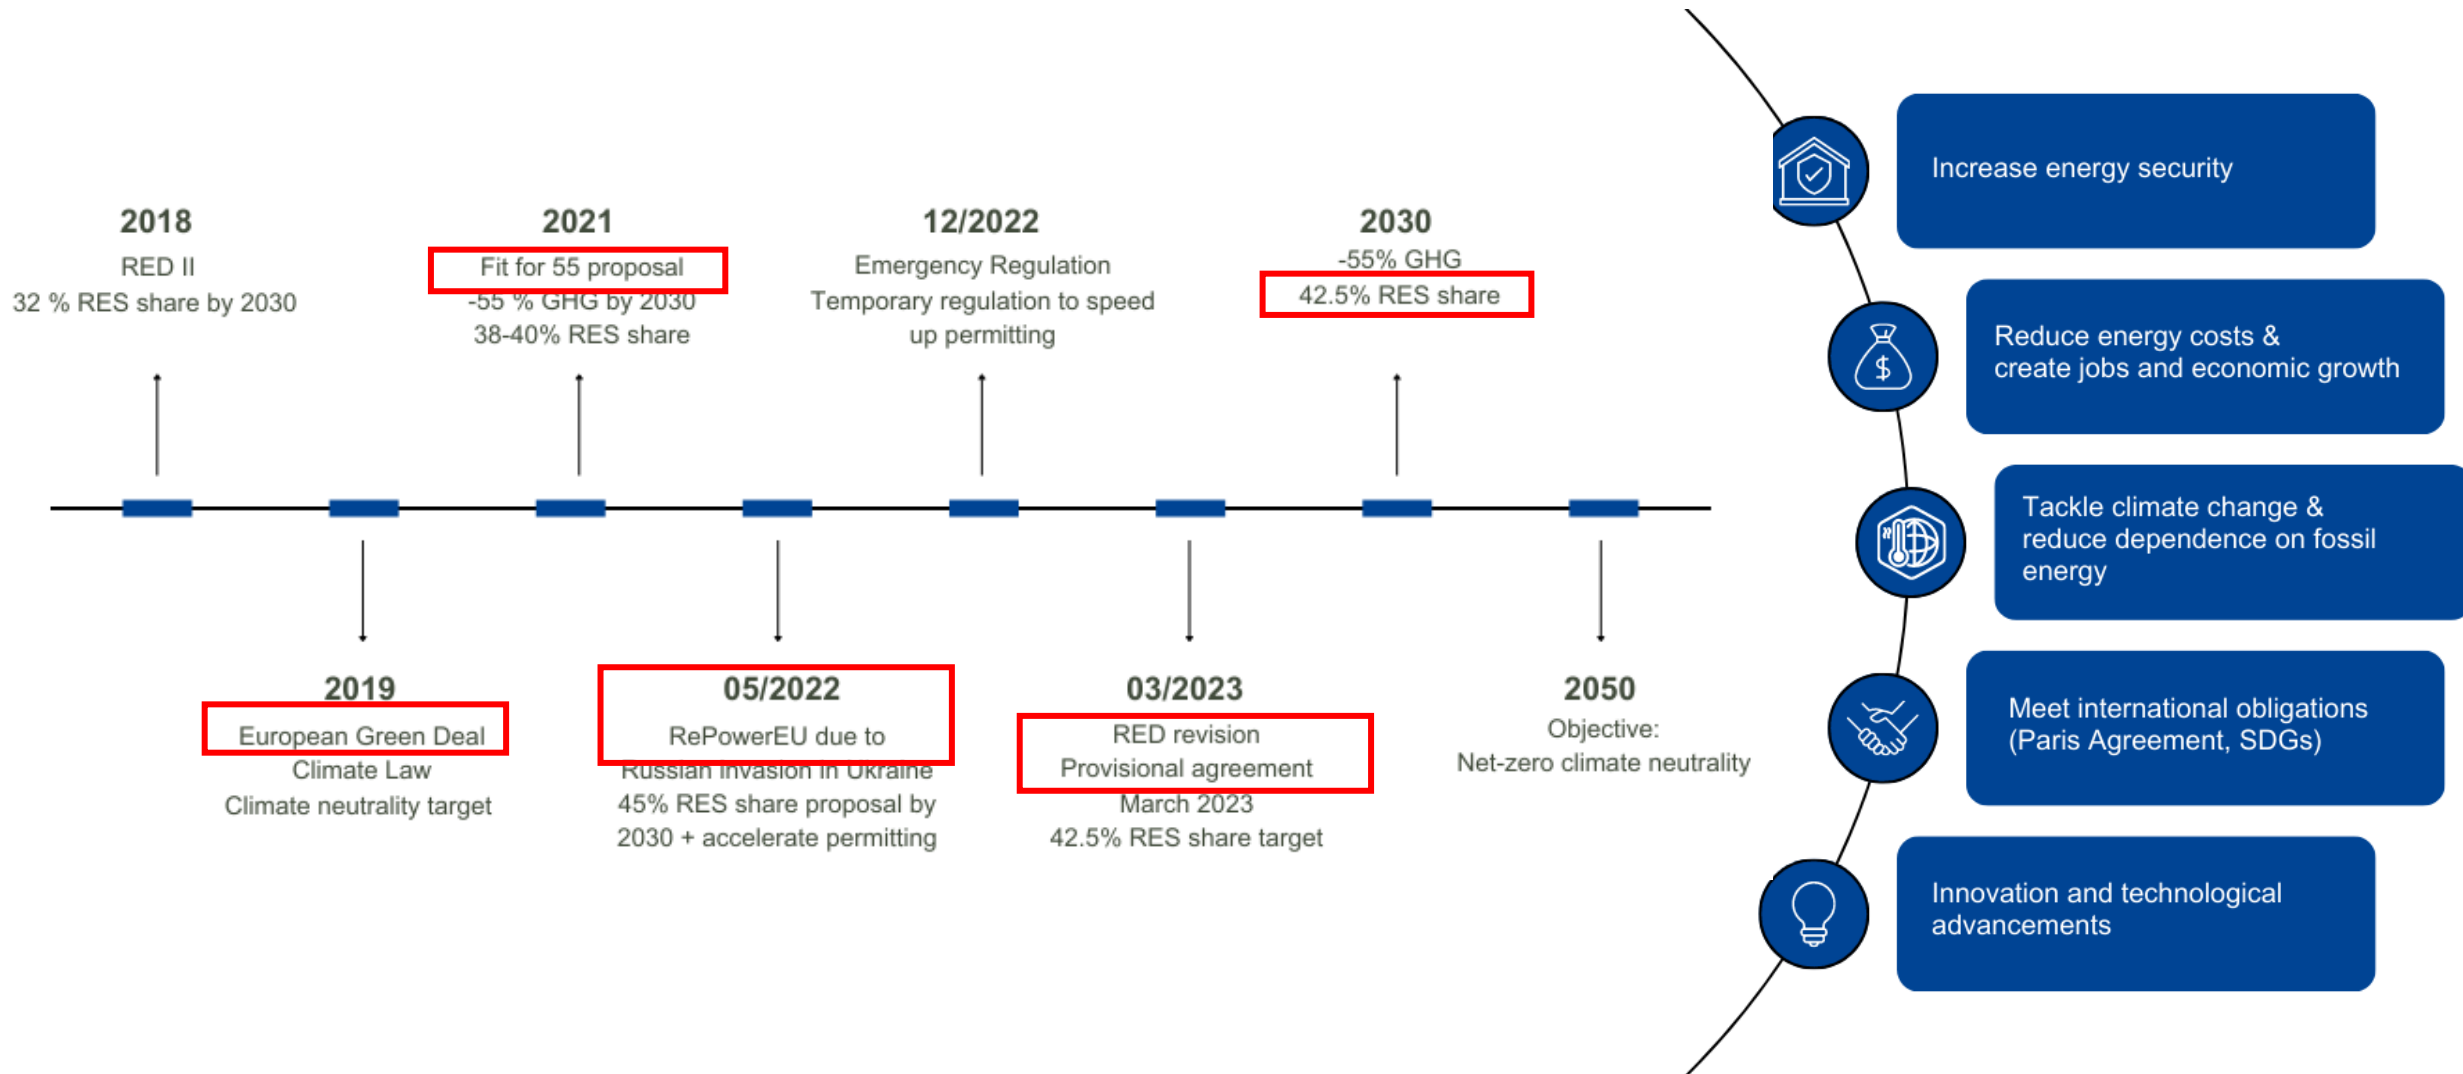 2018
RED II
32 % RES share by 2030
2021
Fit for 55 proposal
-55 % GHG by 2030
38-40% RES share
12/2022
Emergency Regulation
Temporary regulation to speed
up permitting
2030
-55% GHG
42.5% RES share
2019
European Green Deal
Climate Law
Climate neutrality target
05/2022
RePowerEU due to
Russian invasion in Ukraine
45% RES share proposal by
2030 + accelerate permitting
03/2023
RED revision
Provisional agreement
March 2023
42.5% RES share target
2050
Objective:
Net-zero climate neutrality
Increase energy security
$
Reduce energy costs &
create jobs and economic growth
Tackle climate change &
reduce dependence on fossil
energy
Meet international obligations
(Paris Agreement, SDGs)
Innovation and technological
advancements